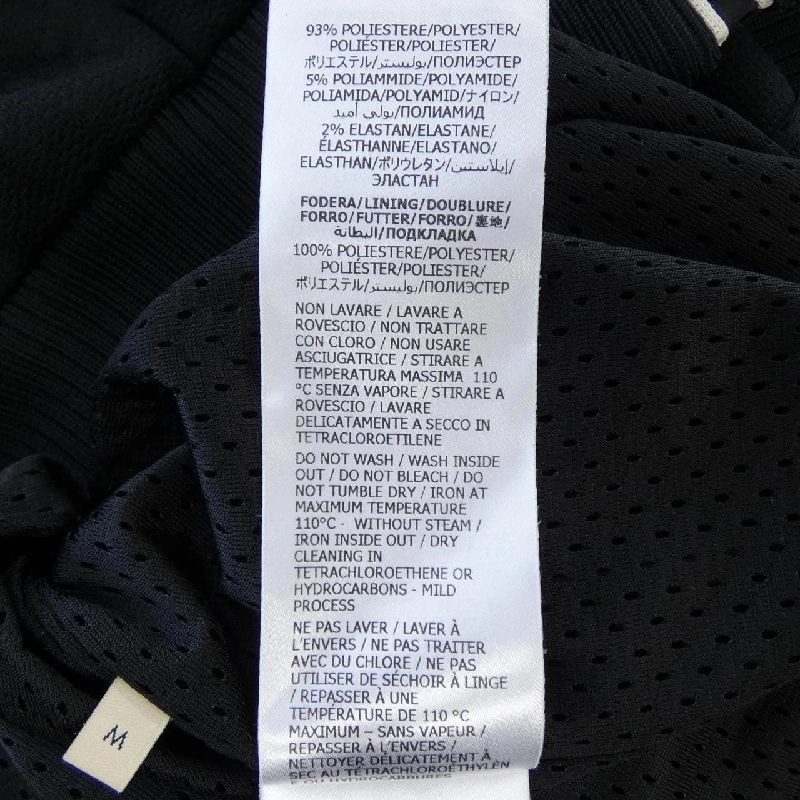 93% POLIESTERE/POLYESTER/
POLIÉSTER/POLIESTER/
ポリエステル/بوليستر/ПОЛИЭСТЕР
5% POLIAMMIDE/POLYAMIDE/
POLIAMIDA/POLYAMID/ナイロン/
بولي أميد/ПОЛИАМИД
2% ELASTAN/ELASTANE/
ÉLASTHANNE/ELASTANO/
ELASTHAN/ポリウレタン/إيلاستين/
ЭЛАСТАН
FODERA/LINING/DOUBLURE/
FORRO/FUTTER/FORRO/裏地/
البطانة/ПОДКЛАДКА
100% POLIESTERE/POLYESTER/
POLIÉSTER/POLIESTER/
ポリエステル/بوليستر/ПОЛИЭСТЕР
NON LAVARE / LAVARE A
ROVESCIO / NON TRATTARE
CON CLORO / NON USARE
ASCIUGATRICE / STIRARE A
TEMPERATURA MASSIMA 110
°C SENZA VAPORE / STIRARE A
ROVESCIO / LAVARE
DELICATAMENTE A SECCO IN
TETRACLOROETILENE
DO NOT WASH / WASH INSIDE
OUT / DO NOT BLEACH / DO
NOT TUMBLE DRY / IRON AT
MAXIMUM TEMPERATURE
110°C - WITHOUT STEAM /
IRON INSIDE OUT / DRY
CLEANING IN
TETRACHLOROETHENE OR
HYDROCARBONS - MILD
PROCESS
NE PAS LAVER / LAVER À
L'ENVERS / NE PAS TRAITER
AVEC DU CHLORE / NE PAS
UTILISER DE SÉCHOIR À LINGE
/ REPASSER À UNE
TEMPÉRATURE DE 110 °C
MAXIMUM – SANS VAPEUR /
REPASSER À L'ENVERS /
NETTOYER DÉLICATEMENT À
SEC AU TÉTRACHLOROÉTHYLÈN
E OU HYDROCARBURES
M